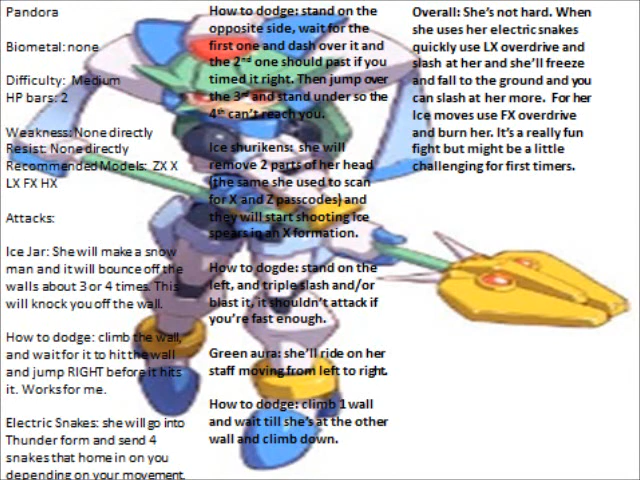 Pandora
Biometal: none
Difficulty: Medium
HP bars: 2
Weakness: None directly
Resist: None directly
Recommended Models: ZX X
LX FX HX
Attacks:
Ice Jar: She will make a snow
man and it will bounce off the
walls about 3 or 4 times. This
will knock you off the wall.
How to dodge: climb the wall,
and wait for it to hit the wall
and jump RIGHT before it hits
it. Works for me.
Electric Snakes: she will go into
Thunder form and send 4
snakes that home in on you
depending on your movement.
How to dodge: stand on the
opposite side, wait for the
first one and dash over it and
the 2nd one should past if you
timed it right. Then jump over
the 3rd and stand under so the
4th can't reach you.
Ice shurikens: she will
remove 2 parts of her head
(the same she used to scan
for X and Z passcodes) and
they will start shooting ice
spears in an X formation.
How to dogde: stand on the
left, and triple slash and/or
blast it, it shouldn't attack if
you're fast enough.
Green aura: she'll ride on her
staff moving from left to right.
How to dodge: climb 1 wall
and wait till she's at the other
wall and climb down.
Overall: She's not hard. When
she uses her electric snakes
quickly use LX overdrive and
slash at her and she'll freeze
and fall to the ground and you
can slash at her more. For her
Ice moves use FX overdrive
and burn her. It's a really fun
fight but might be a little
challenging for first timers.